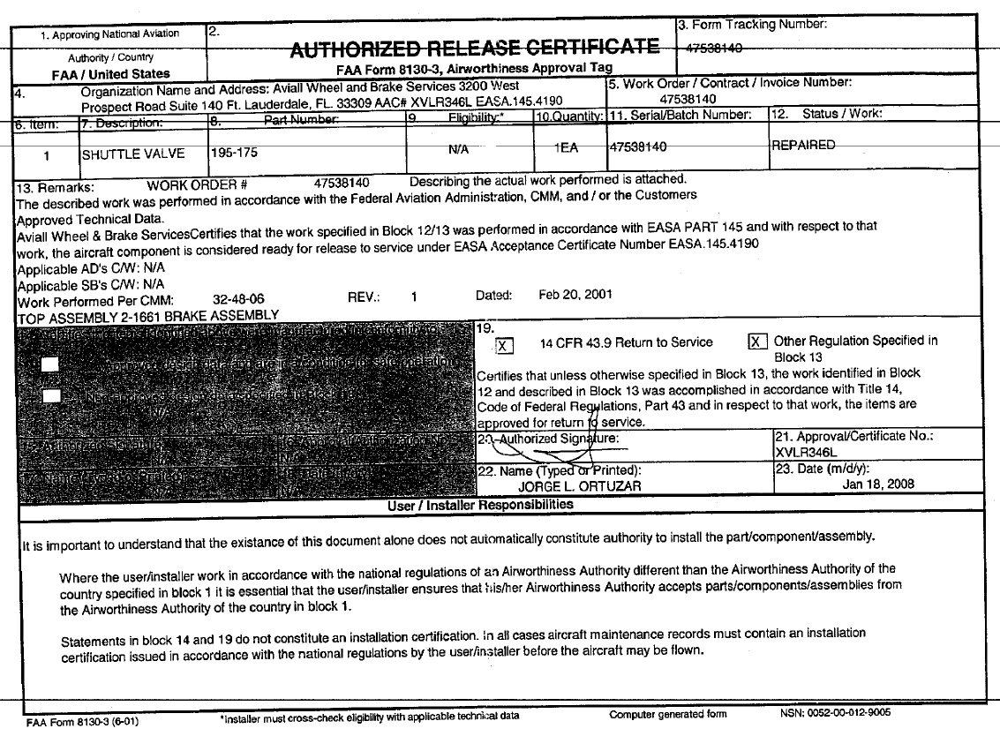 1. Approving National Aviation
Authority / Country
FAA / United States
2.
AUTHORIZED RELEASE CERTIFICATE
FAA Form 8130-3, Airworthiness Approval Tag
3. Form Tracking Number:
47538140
4. Organization Name and Address: Aviall Wheel and Brake Services 3200 West
Prospect Road Suite 140 Ft. Lauderdale, FL. 33309 AAC# XVLR346L EASA.145.4190
5. Work Order / Contract / Invoice Number:
47538140
6. Item: 7. Description: 8. Part Number: 9. Eligibility:* 10.Quantity: 11. Serial/Batch Number: 12. Status / Work:
1 SHUTTLE VALVE 195-175 N/A 1EA 47538140 REPAIRED
13. Remarks: WORK ORDER # 47538140 Describing the actual work performed is attached.
The described work was performed in accordance with the Federal Aviation Administration, CMM, and / or the Customers
Approved Technical Data.
Aviall Wheel & Brake ServicesCertifies that the work specified in Block 12/13 was performed in accordance with EASA PART 145 and with respect to that
work, the aircraft component is considered ready for release to service under EASA Acceptance Certificate Number EASA.145.4190
Applicable AD's C/W: N/A
Applicable SB's C/W: N/A
Work Performed Per CMM: 32-48-06 REV.: 1 Dated: Feb 20, 2001
TOP ASSEMBLY 2-1661 BRAKE ASSEMBLY
19.
X 14 CFR 43.9 Return to Service X Other Regulation Specified in
Block 13
Certifies that unless otherwise specified in Block 13, the work identified in Block
12 and described in Block 13 was accomplished in accordance with Title 14,
Code of Federal Regulations, Part 43 and in respect to that work, the items are
approved for return to service.
20. Authorized Signature:
21. Approval/Certificate No.:
XVLR346L
22. Name (Typed or Printed):
JORGE L. ORTUZAR
23. Date (m/d/y):
Jan 18, 2008
User / Installer Responsibilities
It is important to understand that the existance of this document alone does not automatically constitute authority to install the part/component/assembly.
Where the user/installer work in accordance with the national regulations of an Airworthiness Authority different than the Airworthiness Authority of the
country specified in block 1 it is essential that the user/installer ensures that his/her Airworthiness Authority accepts parts/components/assemblies from
the Airworthiness Authority of the country in block 1.
Statements in block 14 and 19 do not constitute an installation certification. In all cases aircraft maintenance records must contain an installation
certification issued in accordance with the national regulations by the user/installer before the aircraft may be flown.
FAA Form 8130-3 (6-01) *Installer must cross-check eligibility with applicable technical data Computer generated form NSN: 0052-00-012-9005